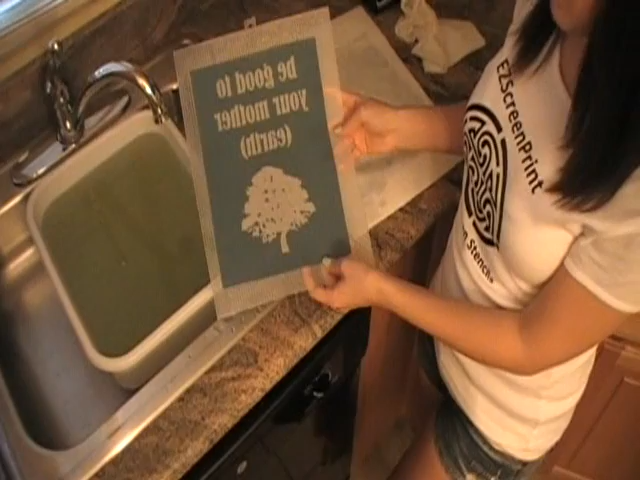 be good to
your mother
(earth)
EZScreenPrint
Stencils